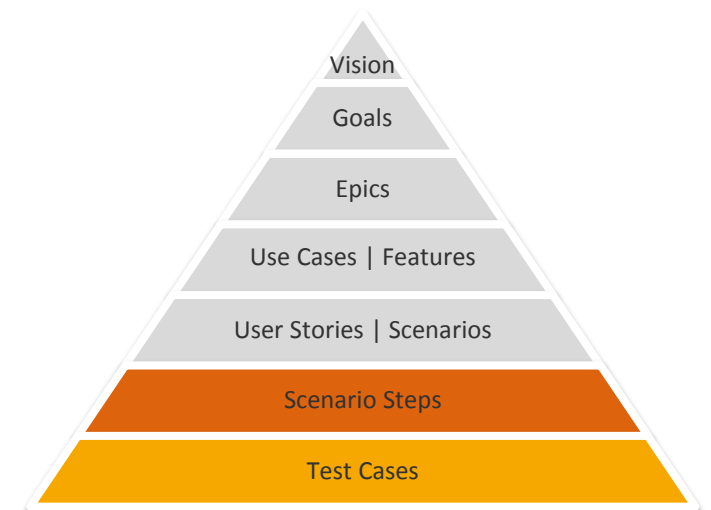 Vision
Goals
Epics
Use Cases | Features
User Stories | Scenarios
Scenario Steps
Test Cases